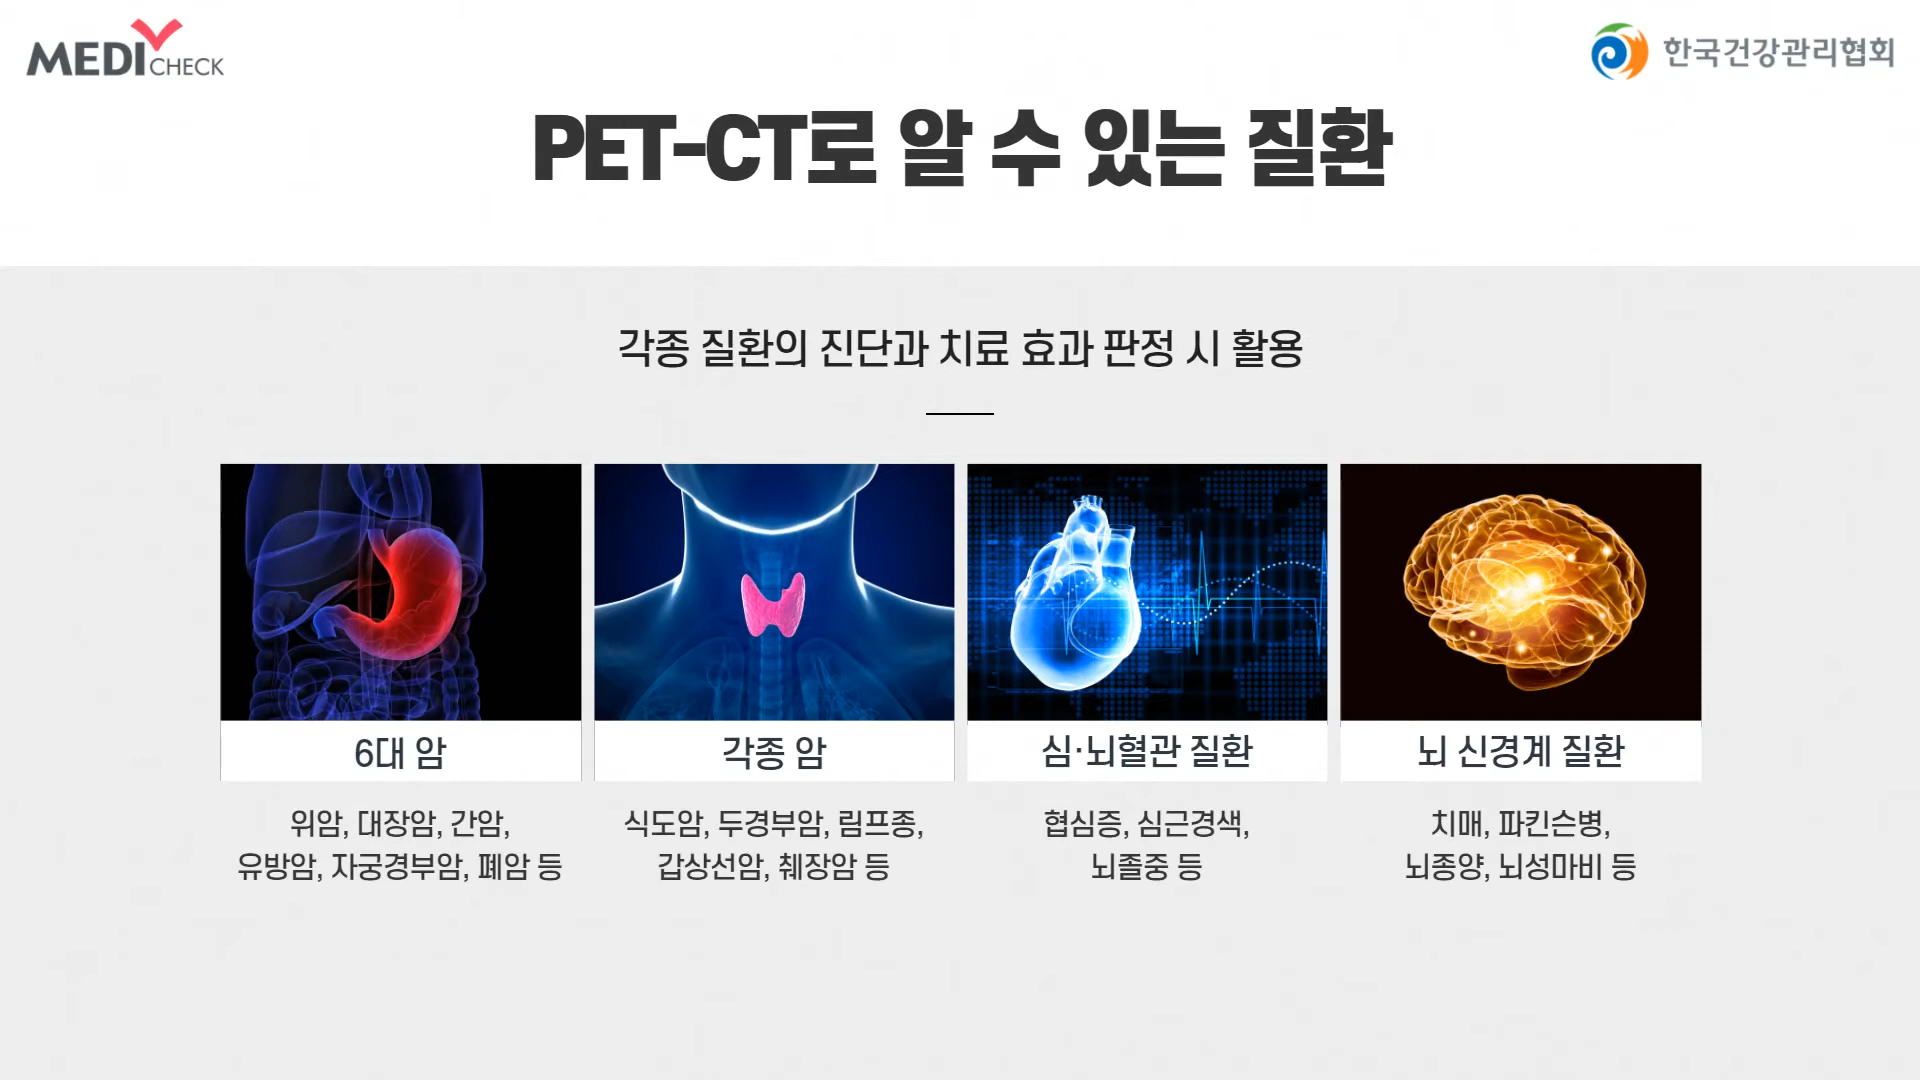 MEDICHECK
한국건강관리협회
PET-CT로 알 수 있는 질환
각종 질환의 진단과 치료 효과 판정 시 활용
6대 암
위암, 대장암, 간암,
유방암, 자궁경부암, 폐암 등
각종 암
식도암, 두경부암, 림프종,
갑상선암, 췌장암 등
심·뇌혈관 질환
협심증, 심근경색,
뇌졸중 등
뇌 신경계 질환
치매, 파킨슨병,
뇌종양, 뇌성마비 등